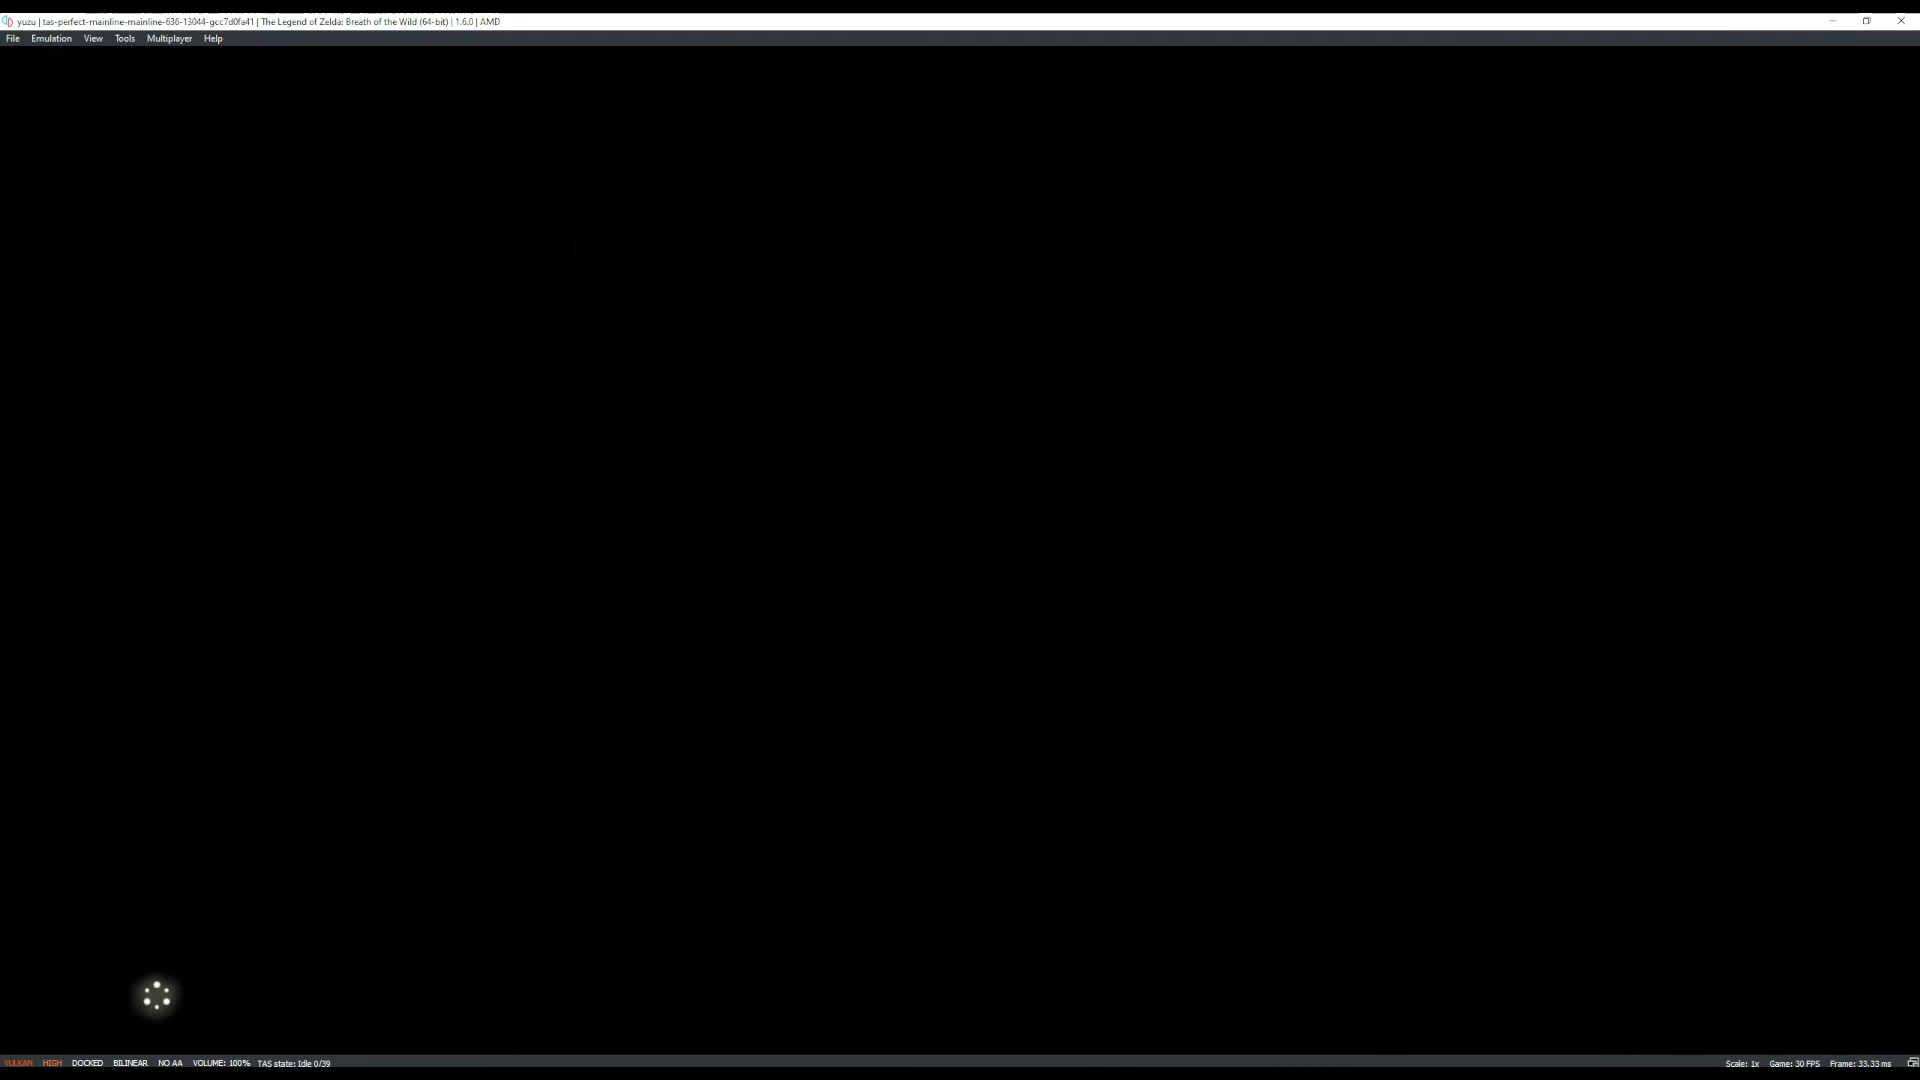 yuzu | tas-perfect-mainline-mainline-636-13044-gcc7d0fa41 | The Legend of Zelda: Breath of the Wild (64-bit) | 1.6.0 | AMD
File Emulation View Tools Multiplayer Help
VULKAN HIGH DOCKED BILINEAR NO AA VOLUME: 100% TAS state: Idle 0/39 Scale: 1x Game: 30 FPS Frame: 33.33 ms